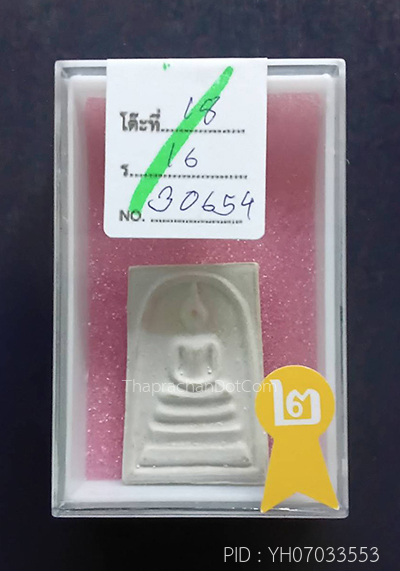 โต๊ะที่ 18
ร. 16
NO. 30654
ThaprachanDotCom
๒
PID : YH07033553